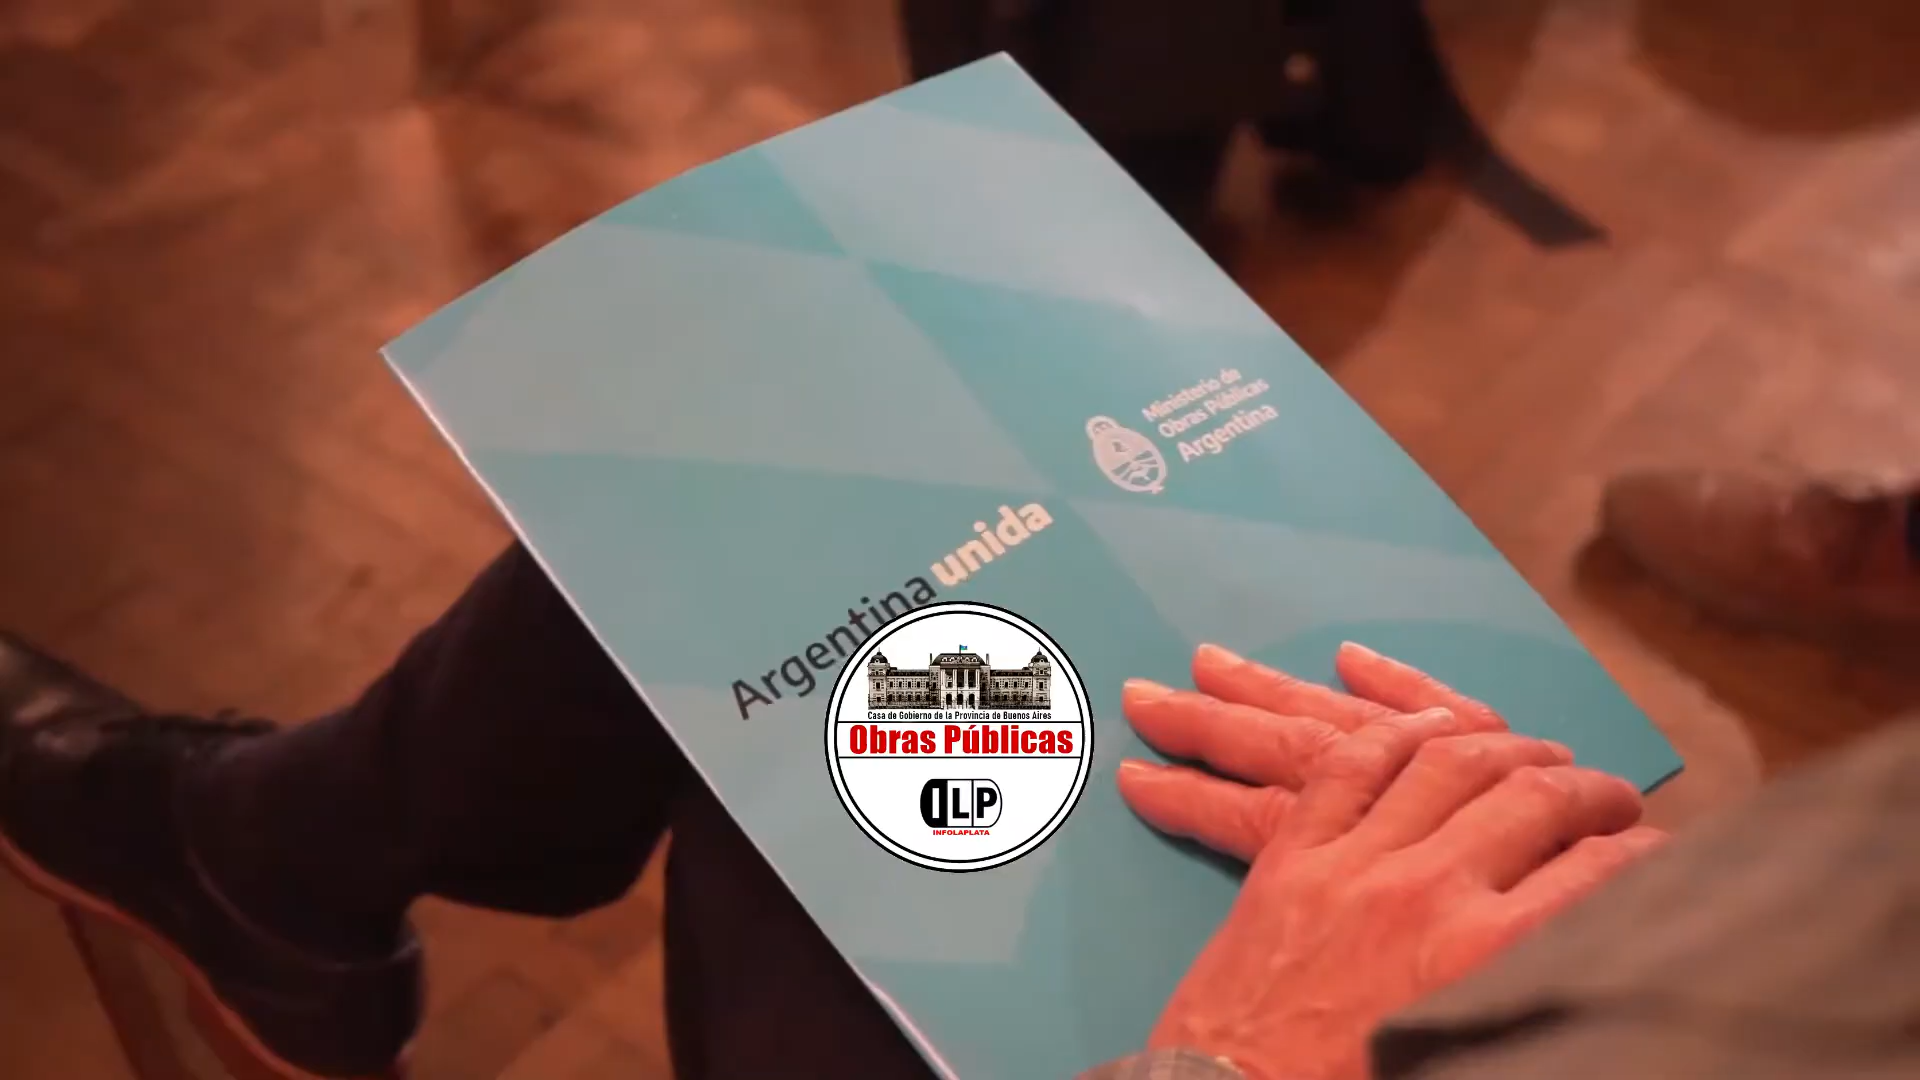 Ministerio de
Obras Públicas
Argentina
Argentina unida
Casa de Gobierno de la Provincia de Buenos Aires
Obras Públicas
ILP
INFOLAPLATA